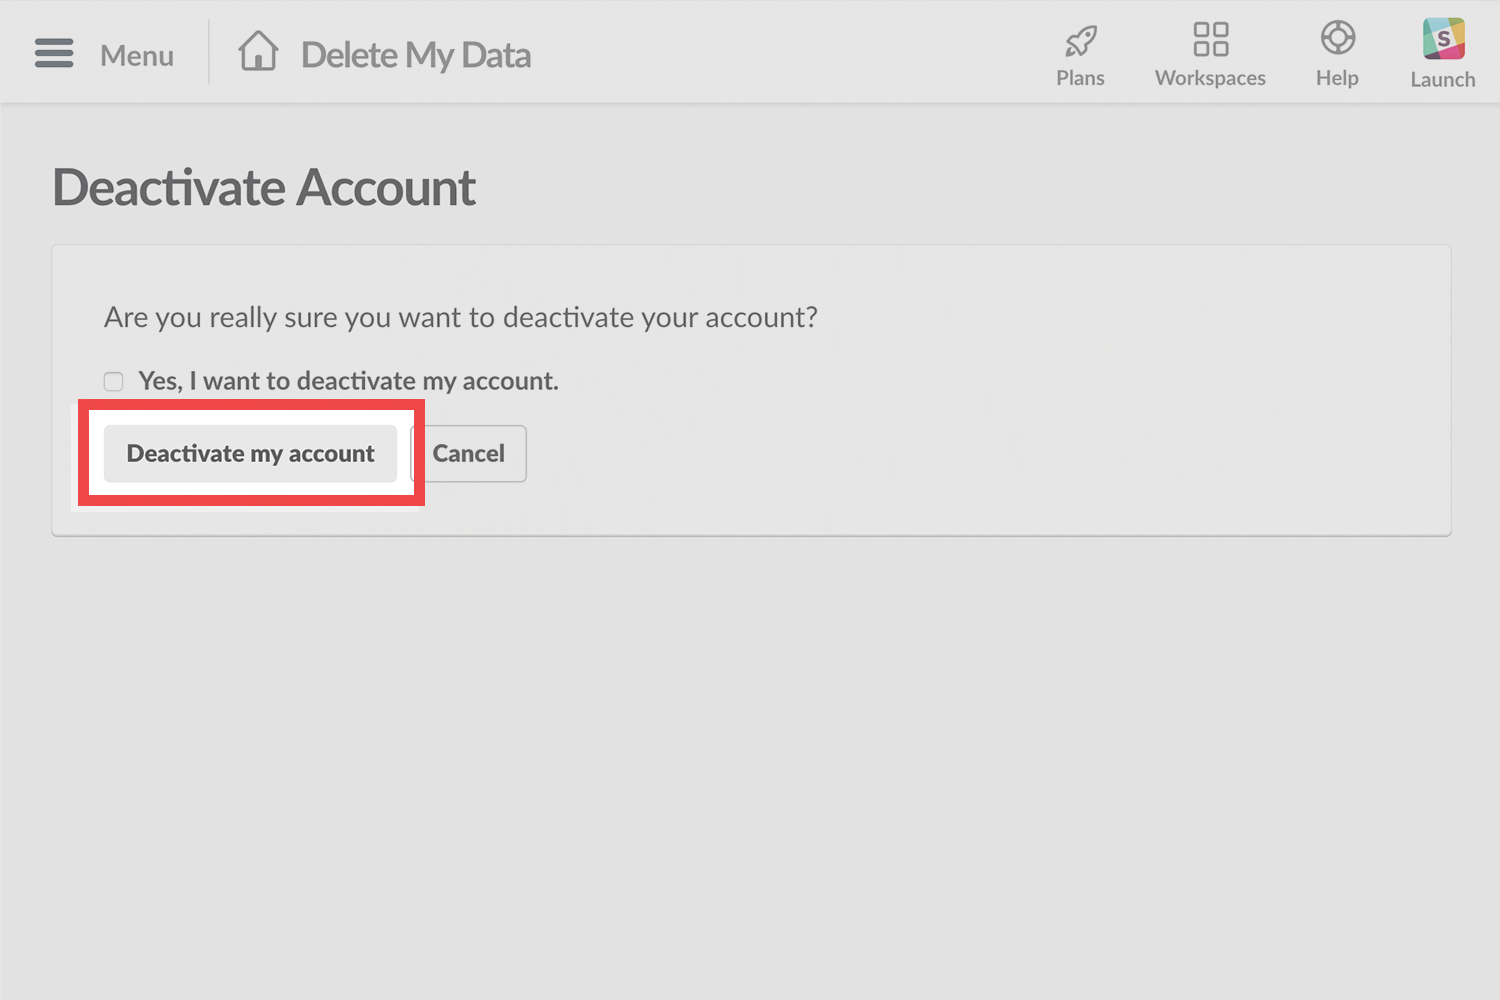 Menu
Delete My Data
Plans
Workspaces
Help
S
Launch
Deactivate Account
Are you really sure you want to deactivate your account?
Yes, I want to deactivate my account.
Deactivate my account
Cancel